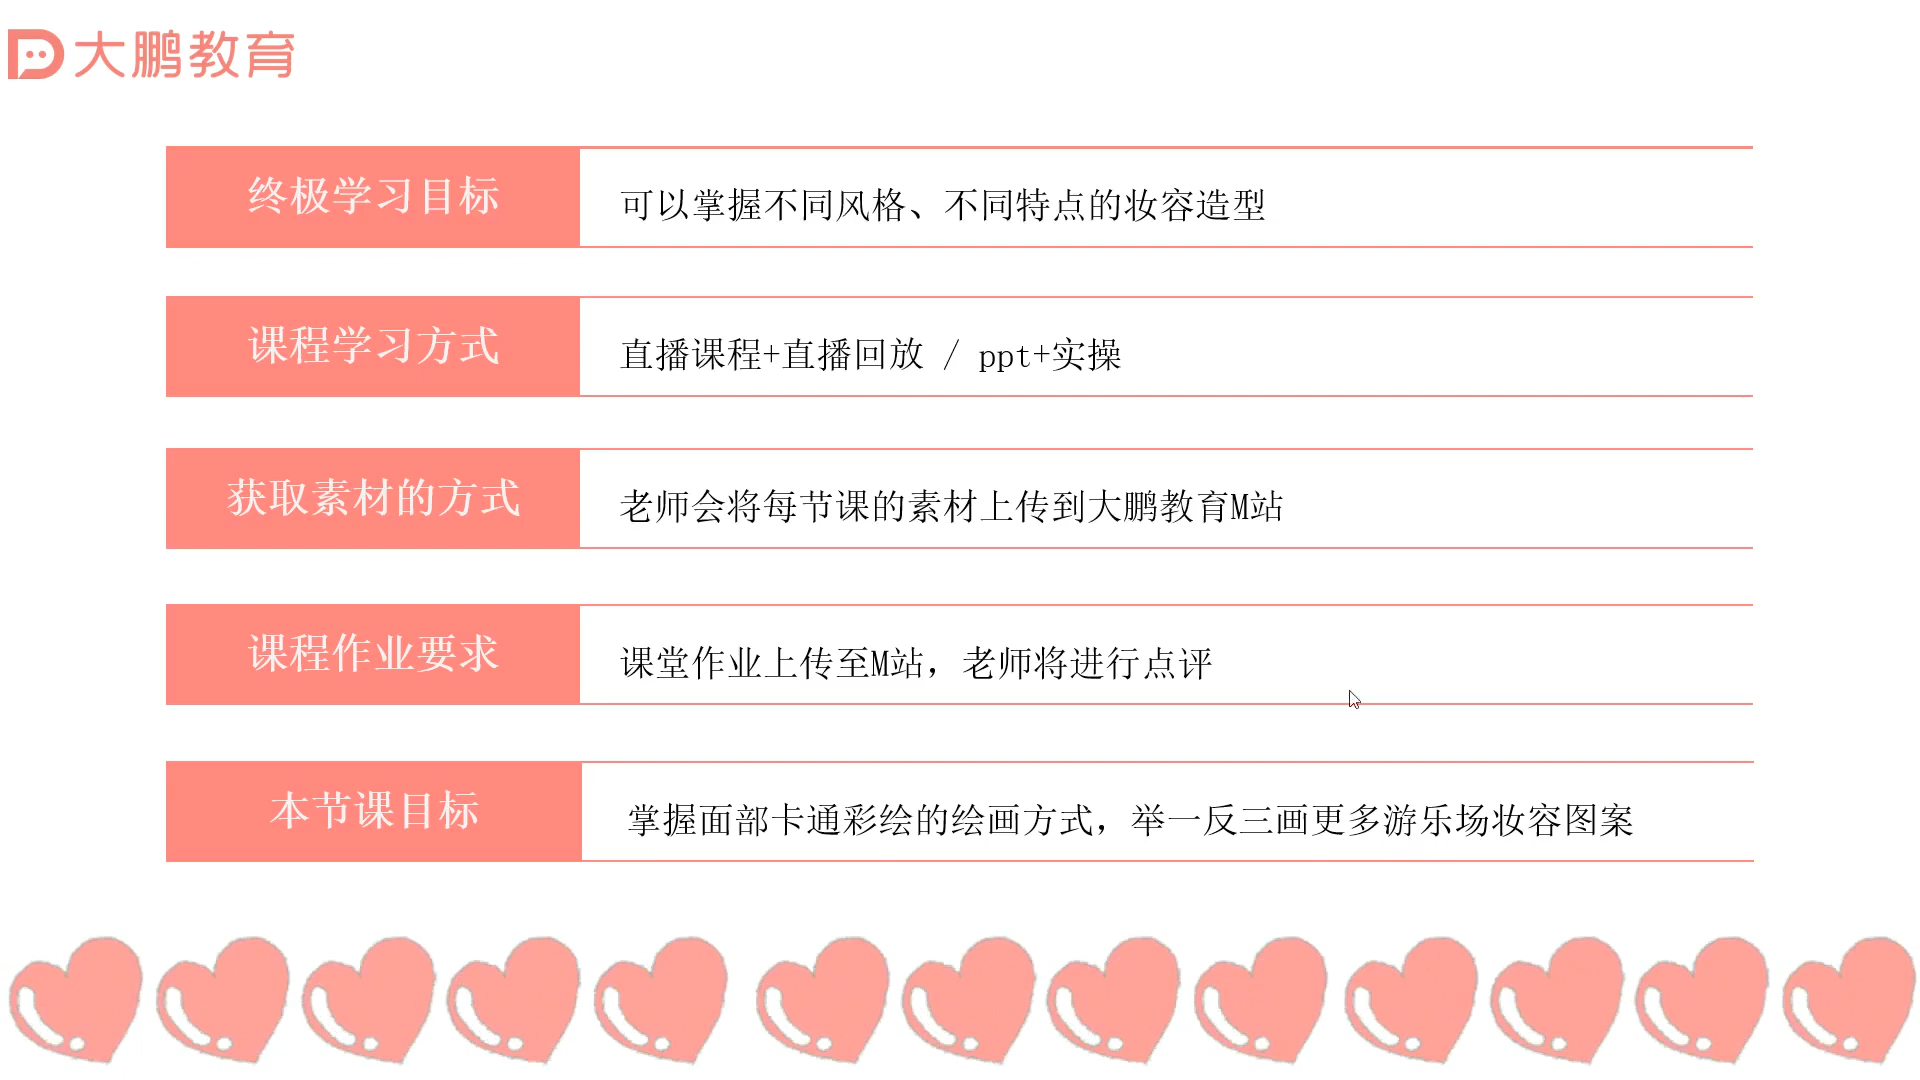 大鹏教育
终极学习目标
可以掌握不同风格、不同特点的妆容造型
课程学习方式
直播课程+直播回放 / ppt+实操
获取素材的方式
老师会将每节课的素材上传到大鹏教育M站
课程作业要求
课堂作业上传至M站，老师将进行点评
本节课目标
掌握面部卡通彩绘的绘画方式，举一反三画更多游乐场妆容图案